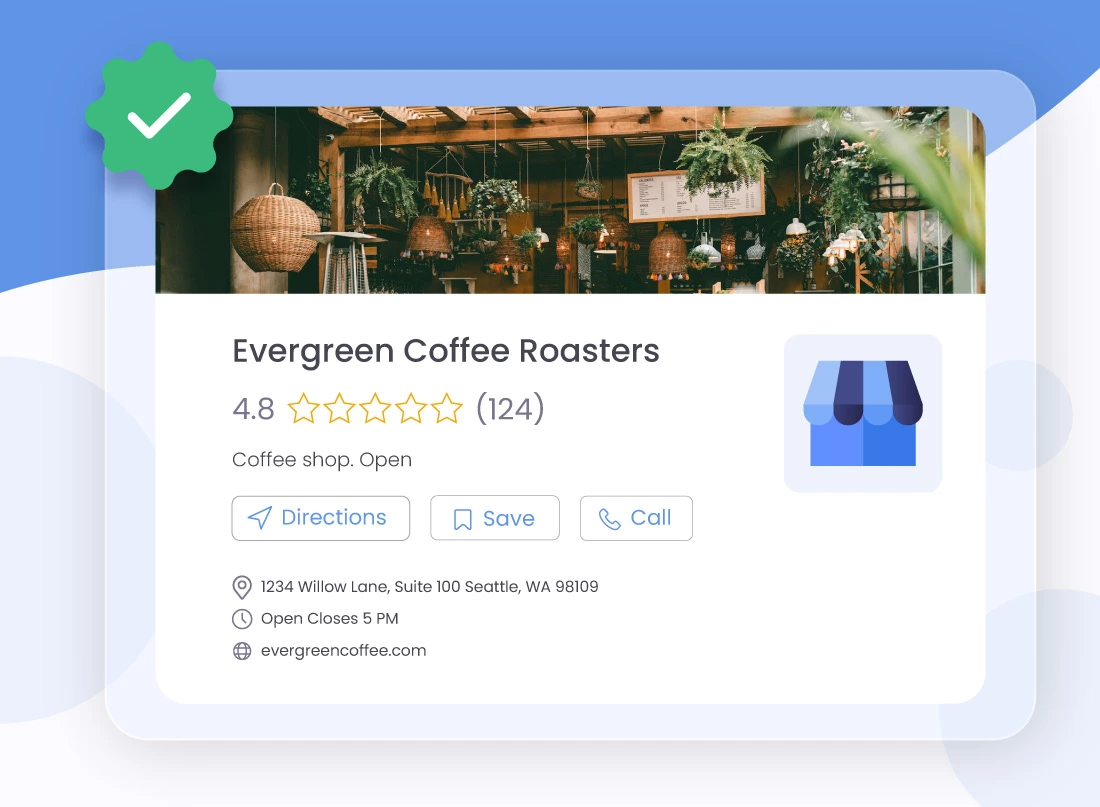 Evergreen Coffee Roasters
4.8 (124)
Coffee shop. Open
Directions Save Call
1234 Willow Lane, Suite 100 Seattle, WA 98109
Open Closes 5 PM
evergreencoffee.com